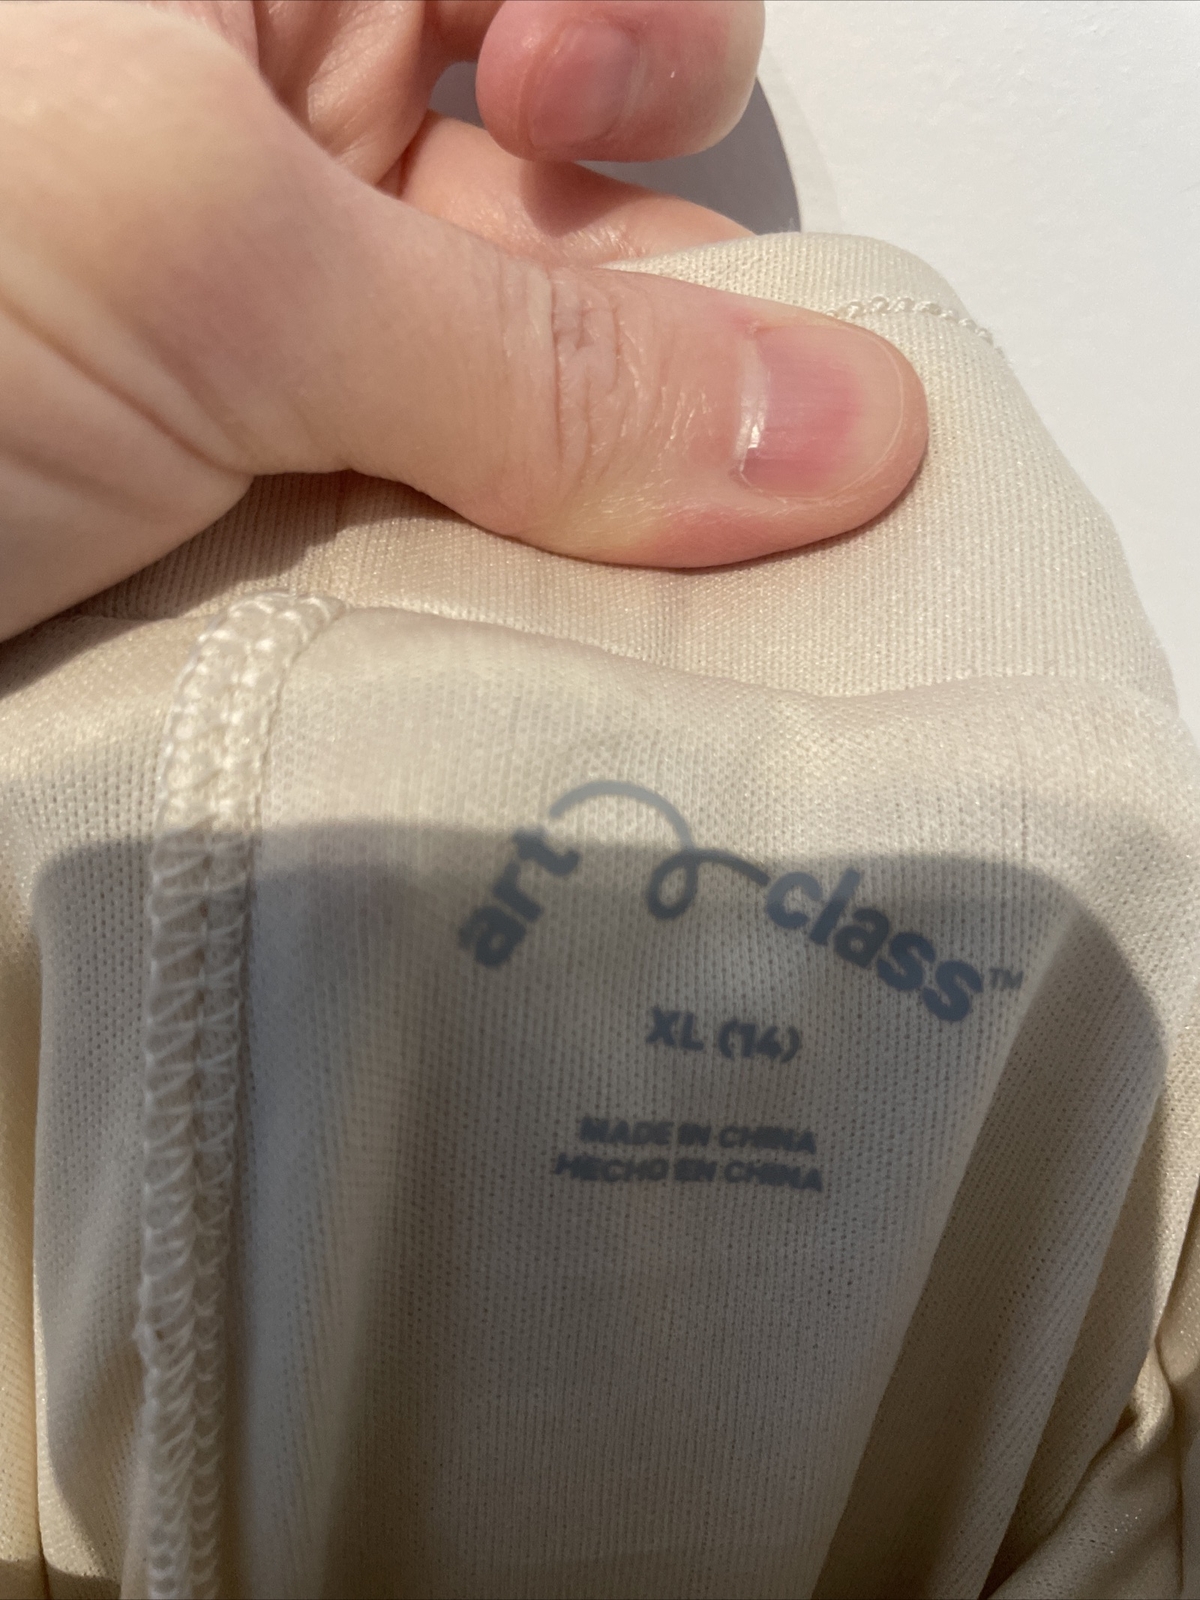 art class™
XL (14)
MADE IN CHINA
HECHO EN CHINA